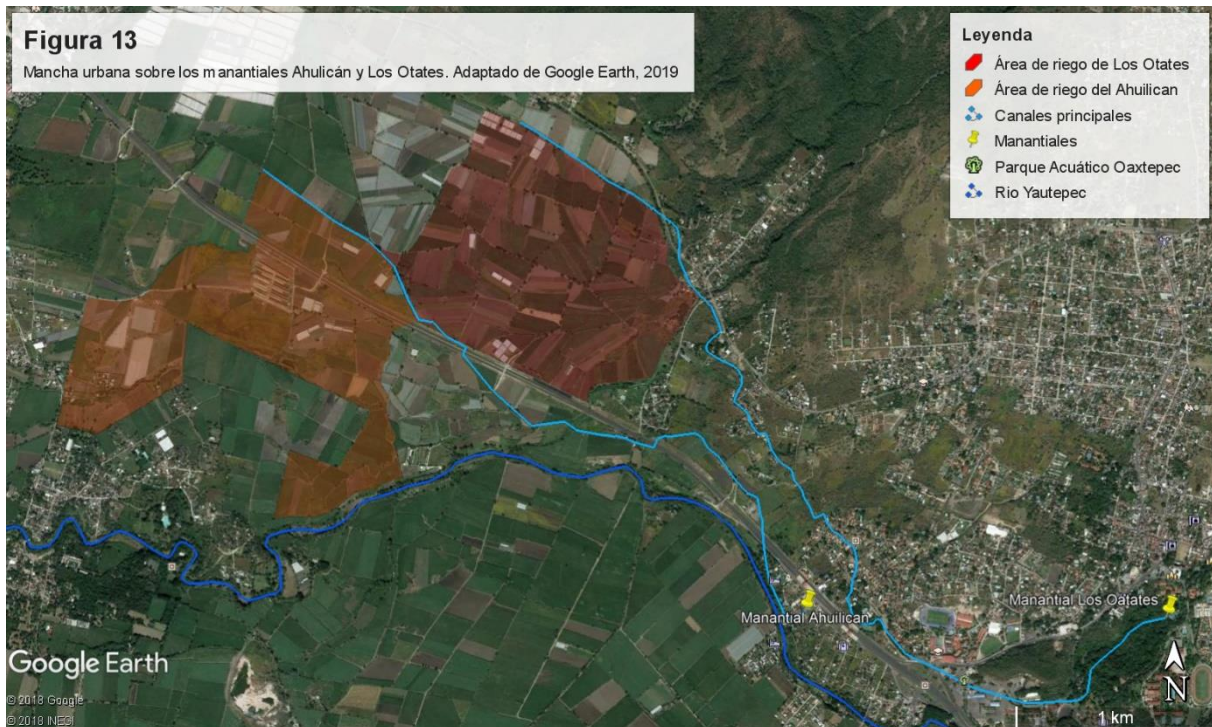 Figura 13
Mancha urbana sobre los manantiales Ahulicán y Los Otates. Adaptado de Google Earth, 2019
Leyenda
Área de riego de Los Otates
Área de riego del Ahuilican
Canales principales
Manantiales
Parque Acuático Oaxtepec
Rio Yautepec
Manantial Los Oatates
Manantial Ahuilican
Google Earth
N
© 2018 Google
© 2018 INEGI
1 km